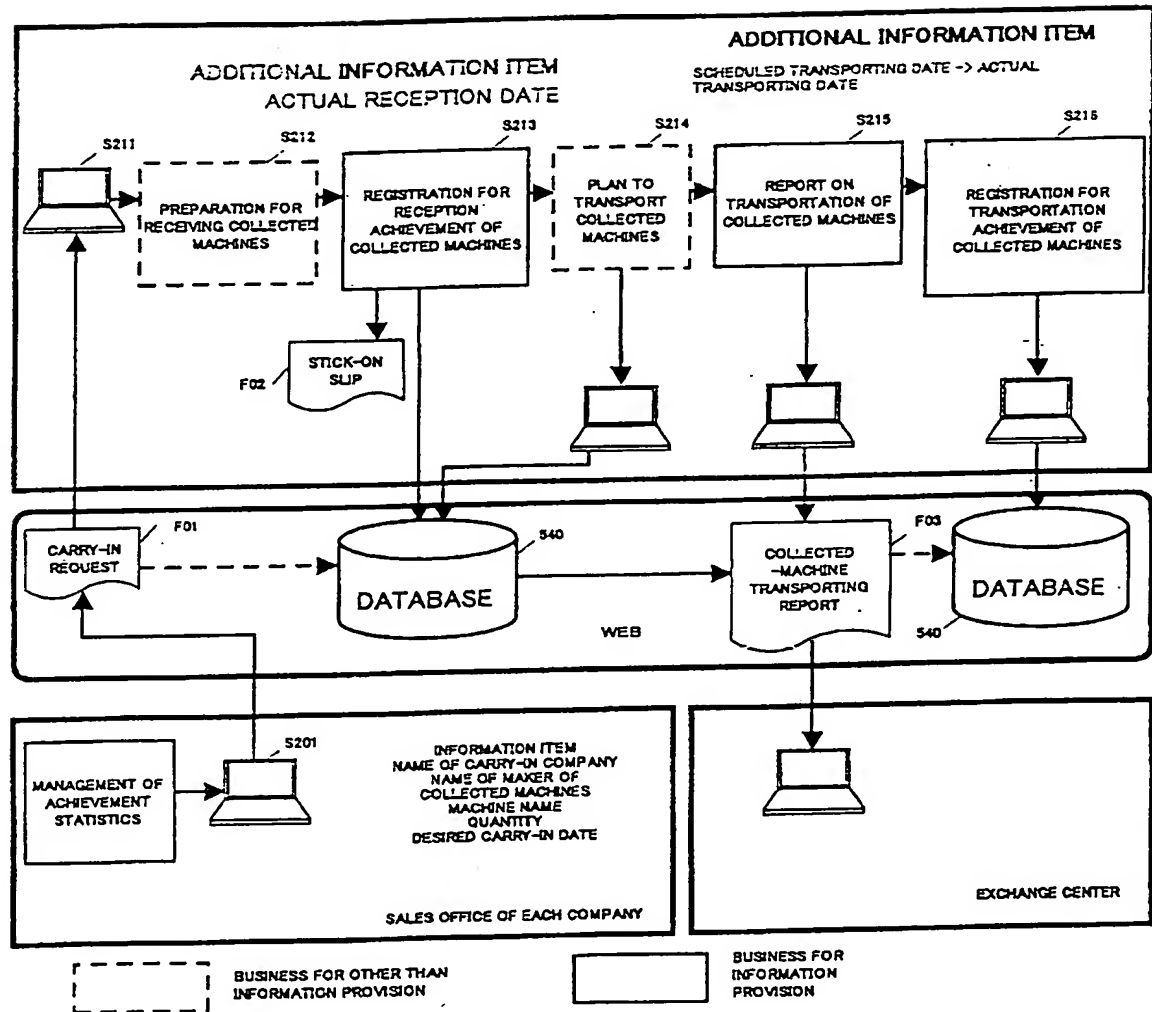 ADDITIONAL INFORMATION ITEM
ACTUAL RECEPTION DATE
ADDITIONAL INFORMATION ITEM
SCHEDULED TRANSPORTING DATE -> ACTUAL
TRANSPORTING DATE
S211
S212
S213
S214
S215
S216
PREPARATION FOR
RECEIVING COLLECTED
MACHINES
REGISTRATION FOR
RECEPTION
ACHIEVEMENT OF
COLLECTED MACHINES
PLAN TO
TRANSPORT
COLLECTED
MACHINES
REPORT ON
TRANSPORTATION OF
COLLECTED MACHINES
REGISTRATION FOR
TRANSPORTATION
ACHIEVEMENT OF
COLLECTED MACHINES
F02
STICK-ON
SLIP
F01
CARRY-IN
REQUEST
540
DATABASE
WEB
F03
COLLECTED
-MACHINE
TRANSPORTING
REPORT
DATABASE
540
MANAGEMENT OF
ACHIEVEMENT
STATISTICS
S201
INFORMATION ITEM
NAME OF CARRY-IN COMPANY
NAME OF MAKER OF
COLLECTED MACHINES
MACHINE NAME
QUANTITY
DESIRED CARRY-IN DATE
SALES OFFICE OF EACH COMPANY
EXCHANGE CENTER
BUSINESS FOR OTHER THAN
INFORMATION PROVISION
BUSINESS FOR
INFORMATION
PROVISION